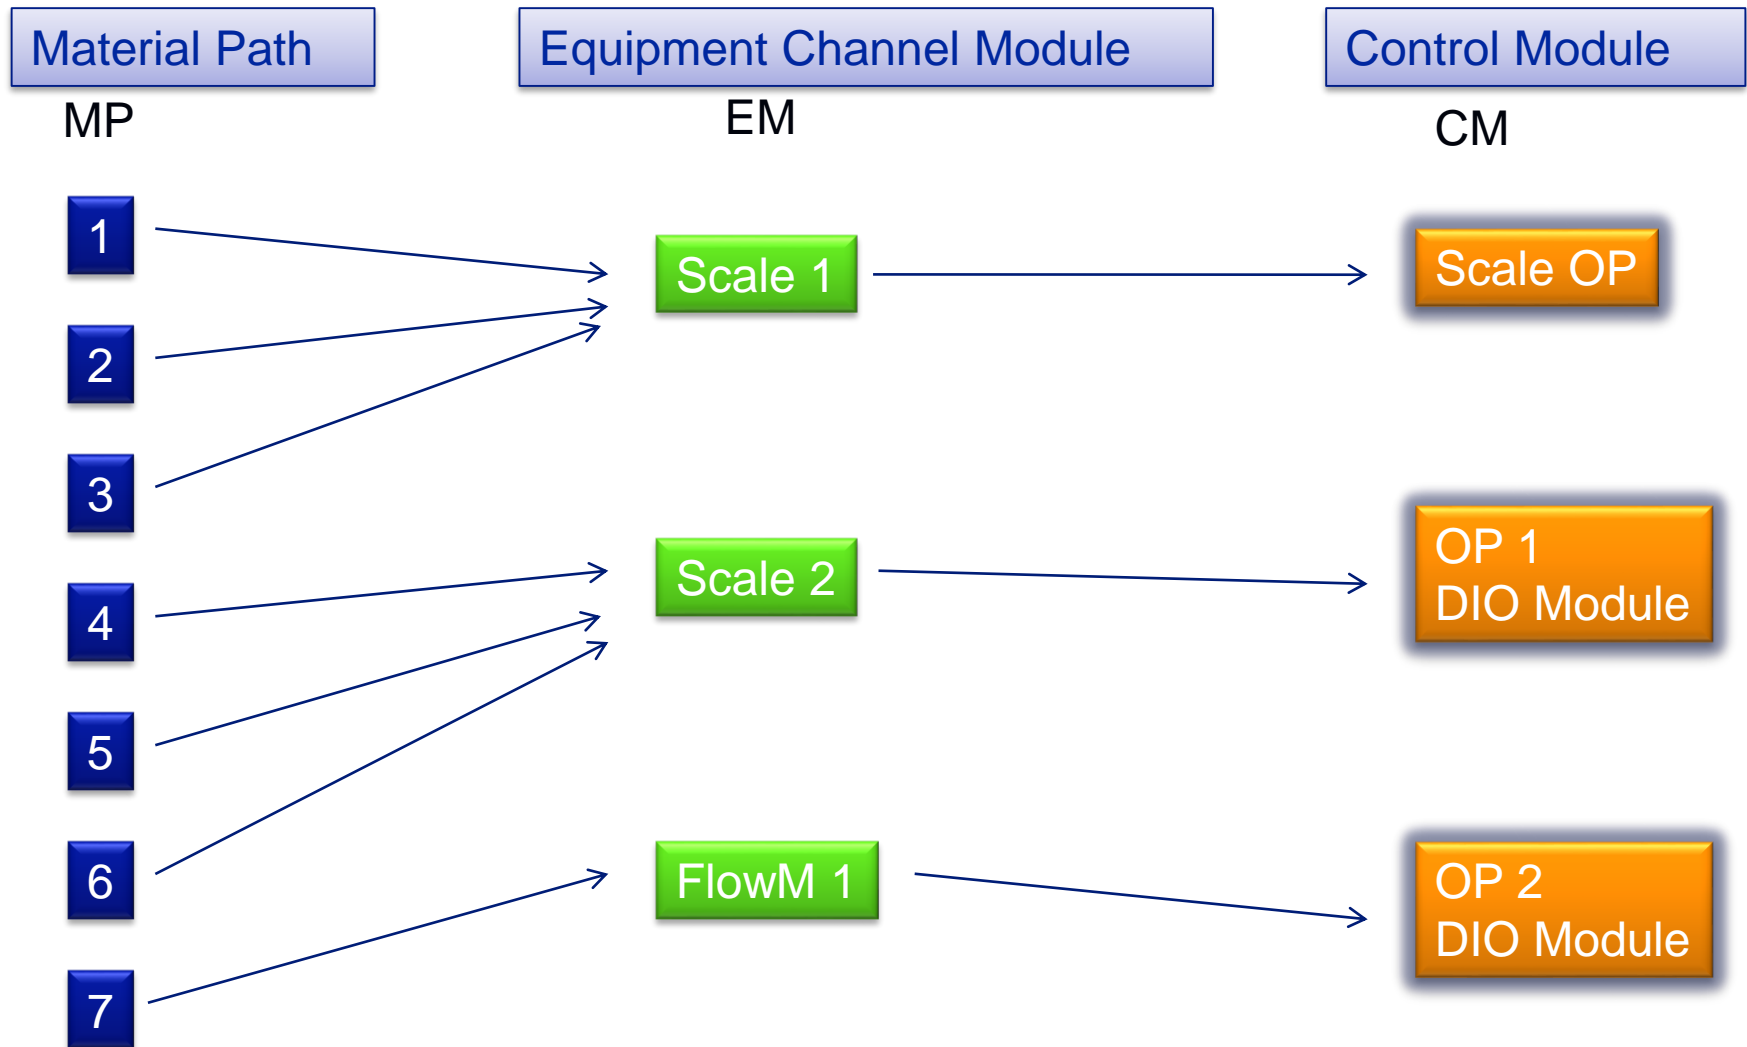 Material Path
Equipment Channel Module
Control Module
MP
EM
CM
1
2
3
4
5
6
7
Scale 1
Scale 2
FlowM 1
Scale OP
OP 1
DIO Module
OP 2
DIO Module